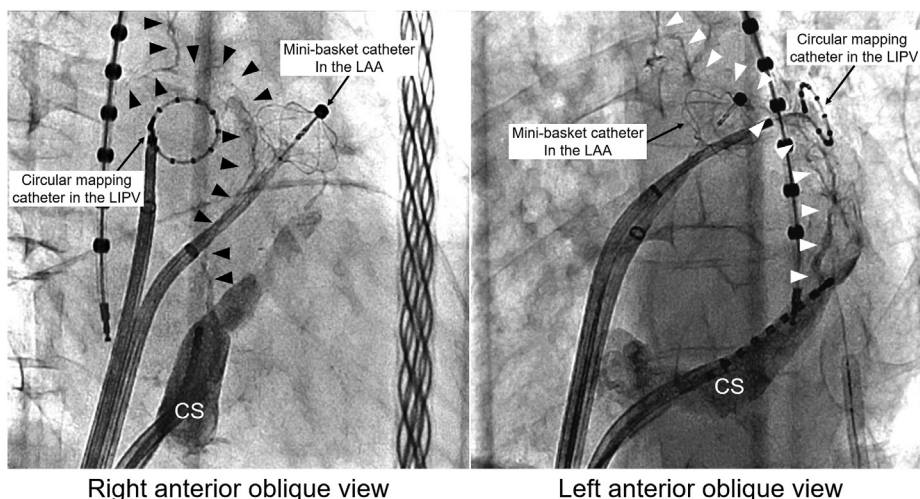 Mini-basket catheter
In the LAA
Circular mapping
catheter in the LIPV
CS
Right anterior oblique view
Circular mapping
catheter in the LIPV
Mini-basket catheter
In the LAA
CS
Left anterior oblique view